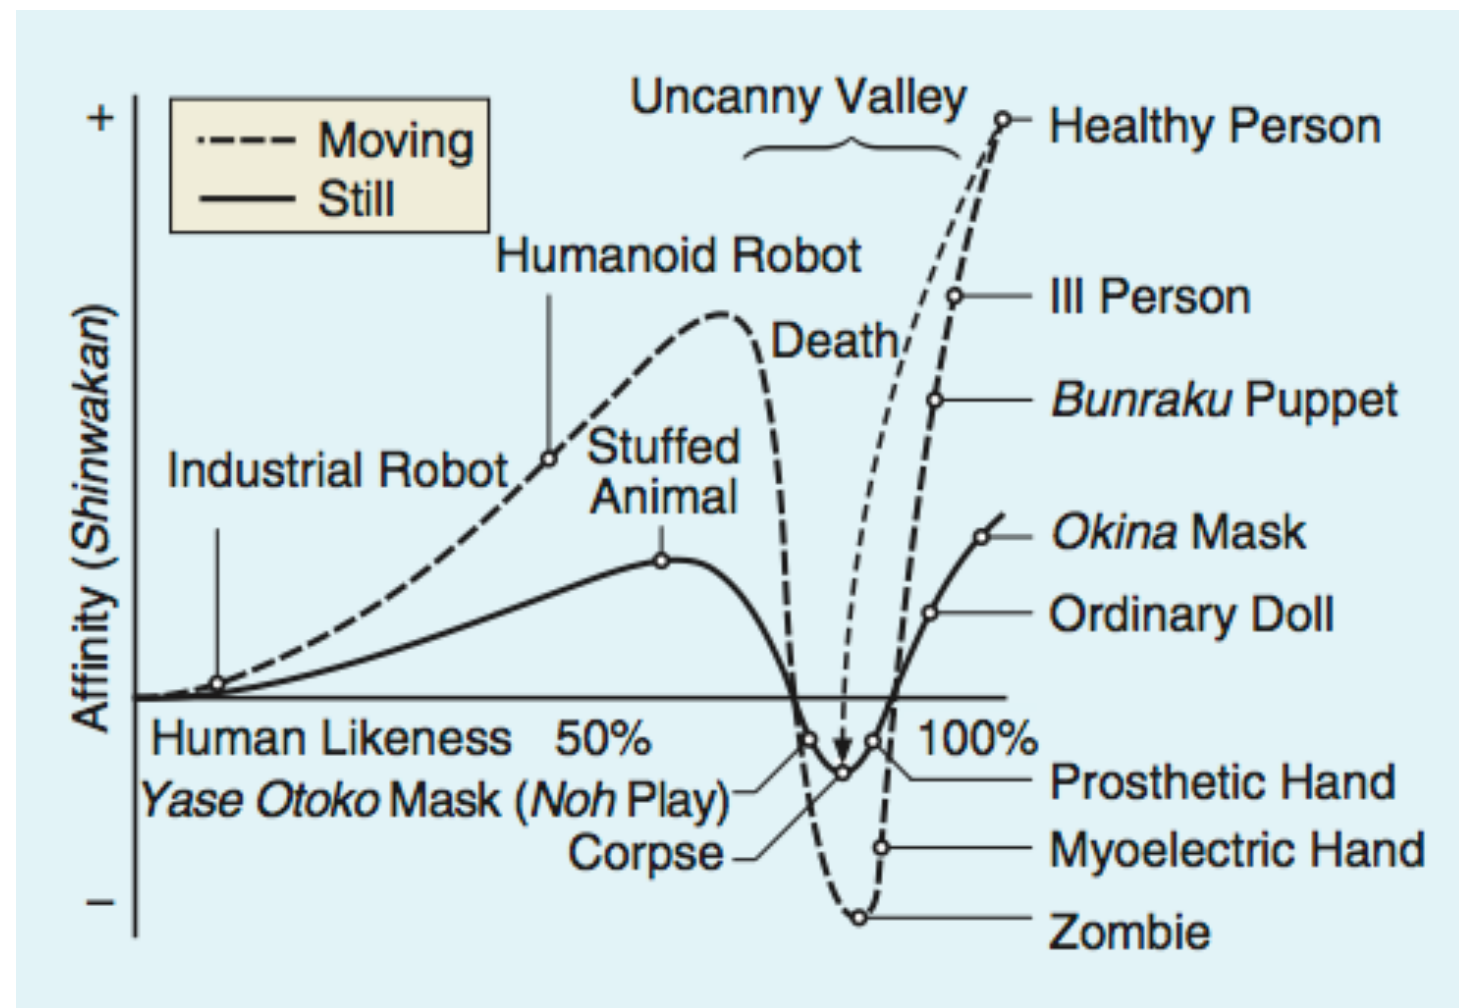 Uncanny Valley
+
Moving
Still
Healthy Person
Humanoid Robot
Ill Person
Death
Bunraku Puppet
Industrial Robot
Stuffed
Animal
Okina Mask
Ordinary Doll
Affinity (Shinwakan)
Human Likeness 50% 100%
Yase Otoko Mask (Noh Play)
Prosthetic Hand
Corpse
Myoelectric Hand
–
Zombie